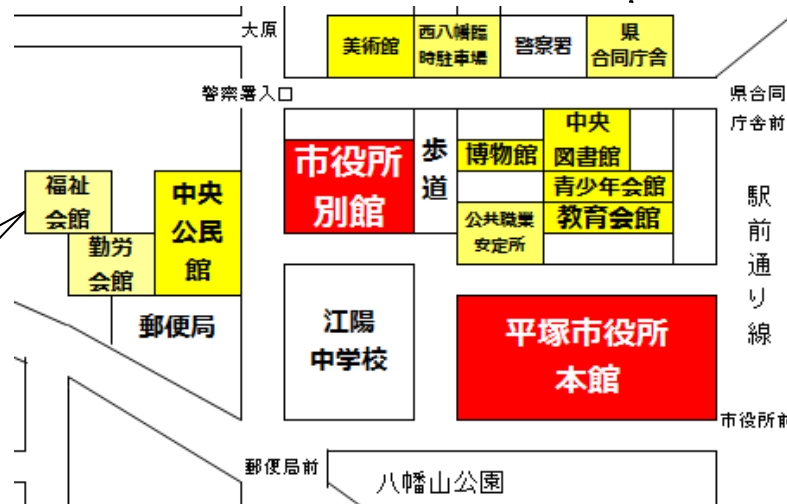 大原
美術館
西八幡臨
時駐車場
警察署
県
合同庁舎
警察署入口
県合同
庁舎前
市役所
別館
歩
道
博物館
中央
図書館
青少年会館
公共職業
安定所
教育会館
福祉
会館
中央
公民
館
勤労
会館
郵便局
江陽
中学校
平塚市役所
本館
駅
前
通
り
線
市役所前
郵便局前
八幡山公園